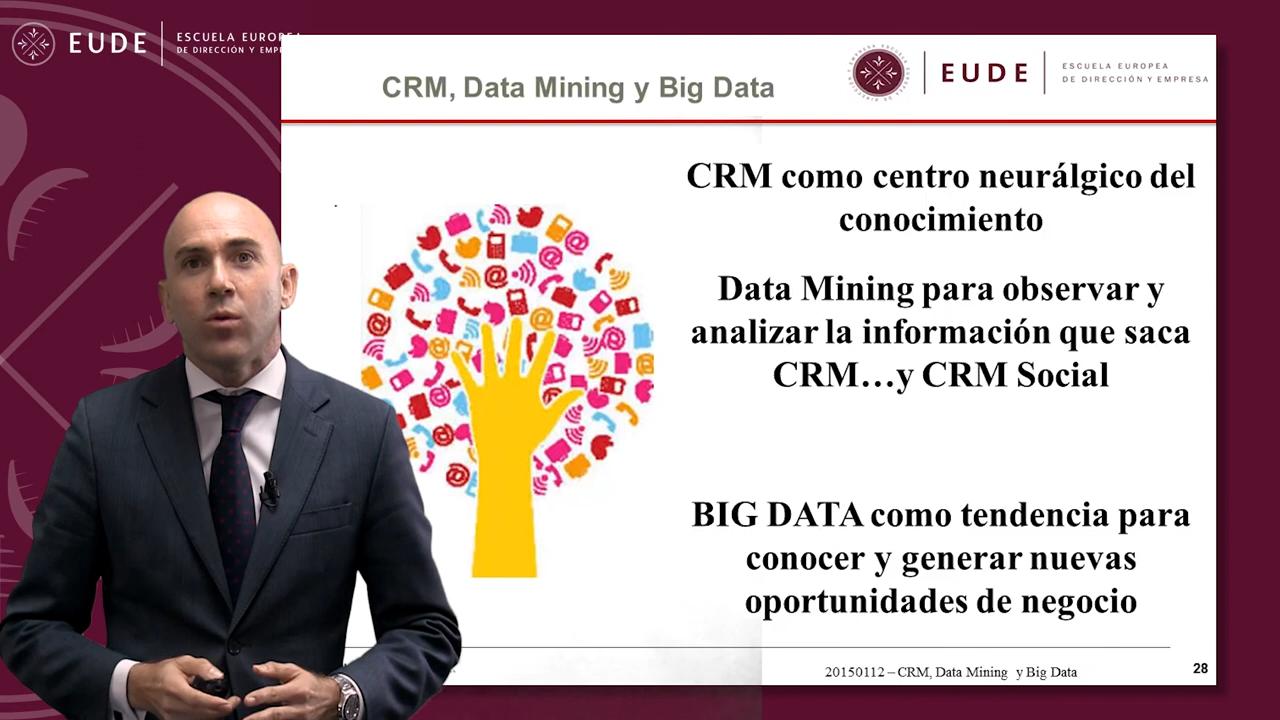 EUDE
ESCUELA EUROPEA
DE DIRECCIÓN Y
CRM, Data Mining y Big Data
EUDE
ESCUELA EUROPEA
DE DIRECCIÓN Y EMPRESA
CRM como centro neurálgico del
conocimiento
Data Mining para observar y
analizar la información que saca
CRM…y CRM Social
BIG DATA como tendencia para
conocer y generar nuevas
oportunidades de negocio
20150112 – CRM, Data Mining y Big Data
28